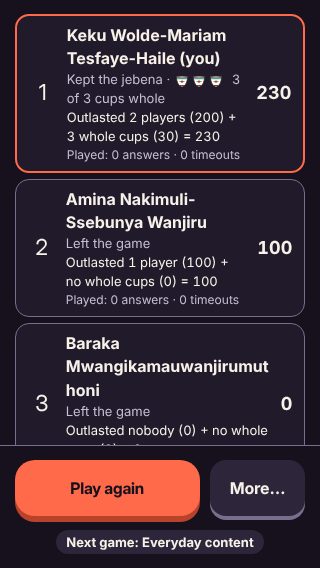 1
Keku Wolde-Mariam
Tesfaye-Haile (you)
Kept the jebena · 3
of 3 cups whole
Outlasted 2 players (200) +
3 whole cups (30) = 230
Played: 0 answers · 0 timeouts
230
2
Amina Nakimuli-
Ssebunya Wanjiru
Left the game
Outlasted 1 player (100) +
no whole cups (0) = 100
Played: 0 answers · 0 timeouts
100
3
Baraka
Mwangikamauwanjirumut
honi
Left the game
Outlasted nobody (0) + no whole
0
Play again
More...
Next game: Everyday content